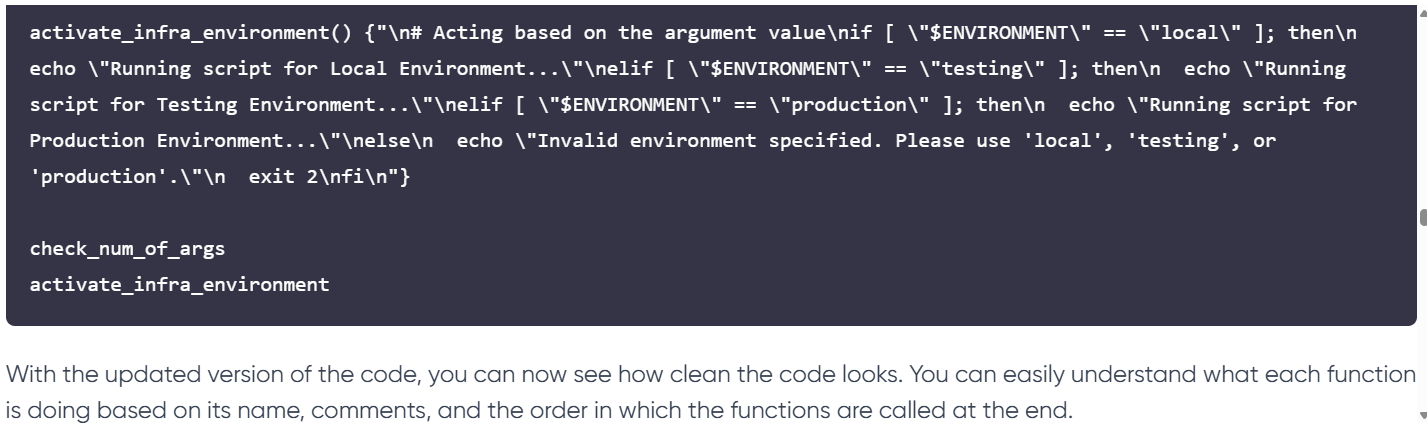 activate_infra_environment() {"\n# Acting based on the argument value\nif [ \"$ENVIRONMENT\" == \"local\" ]; then\n
echo \"Running script for Local Environment...\"\nelif [ \"$ENVIRONMENT\" == \"testing\" ]; then\n  echo \"Running
script for Testing Environment...\"\nelif [ \"$ENVIRONMENT\" == \"production\" ]; then\n  echo \"Running script for
Production Environment...\"\nelse\n  echo \"Invalid environment specified. Please use 'local', 'testing', or
'production'.\"\n  exit 2\nfi\n"}

check_num_of_args
activate_infra_environment

With the updated version of the code, you can now see how clean the code looks. You can easily understand what each function
is doing based on its name, comments, and the order in which the functions are called at the end.